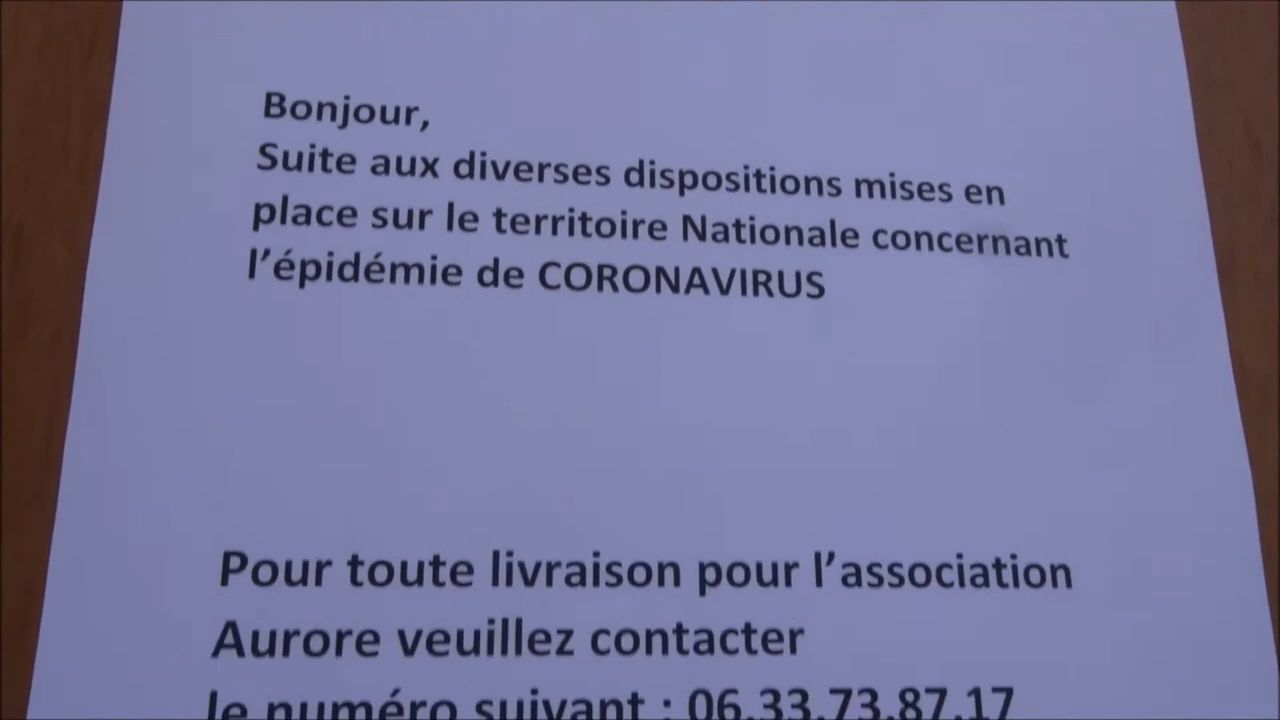 Bonjour,
Suite aux diverses dispositions mises en
place sur le territoire Nationale concernant
l’épidémie de CORONAVIRUS
Pour toute livraison pour l’association
Aurore veuillez contacter
le numéro suivant : 06.33.73.87.17